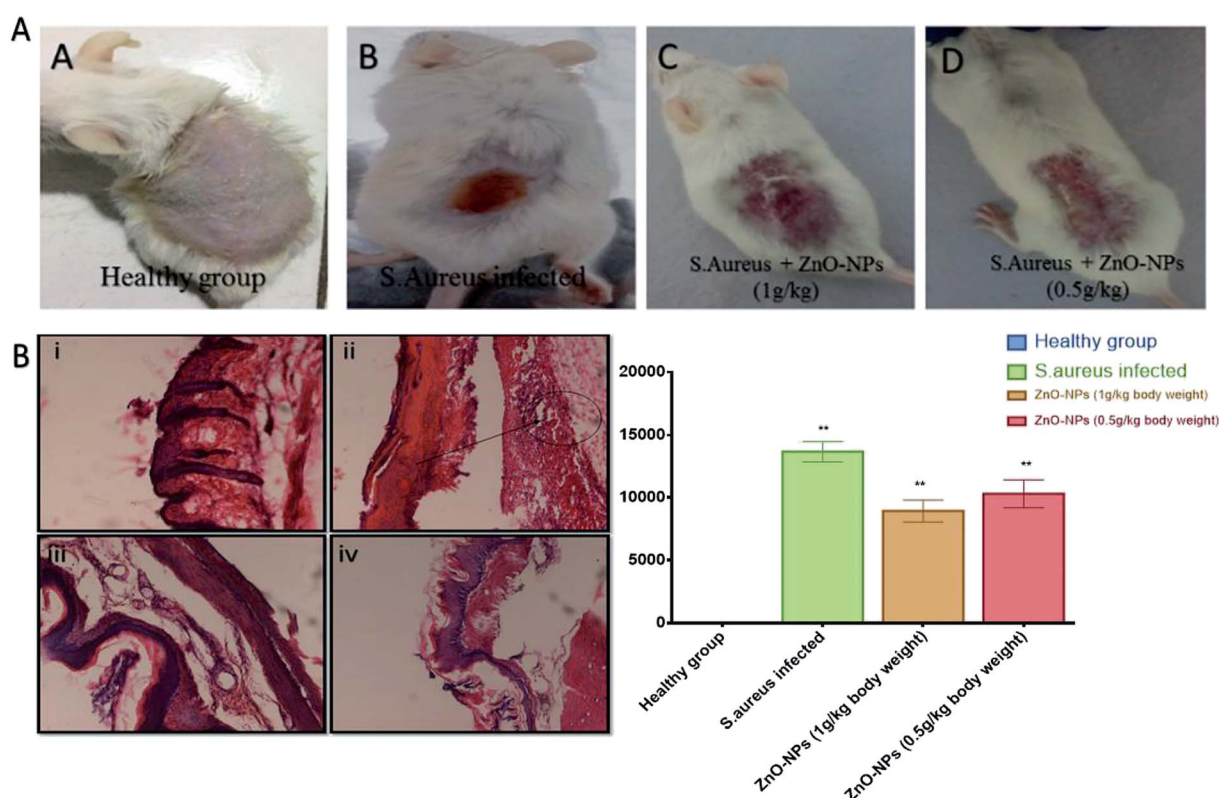 A
A
Healthy group
B
S.Aureus infected
C
S.Aureus + ZnO-NPs
(1g/kg)
D
S.Aureus + ZnO-NPs
(0.5g/kg)
B
i
ii
iii
iv
Healthy group
S.aureus infected
ZnO-NPs (1g/kg body weight)
ZnO-NPs (0.5g/kg body weight)
20000
15000
10000
5000
0
**
**
**
Healthy group
S.aureus infected
ZnO-NPs (1g/kg body weight)
ZnO-NPs (0.5g/kg body weight)